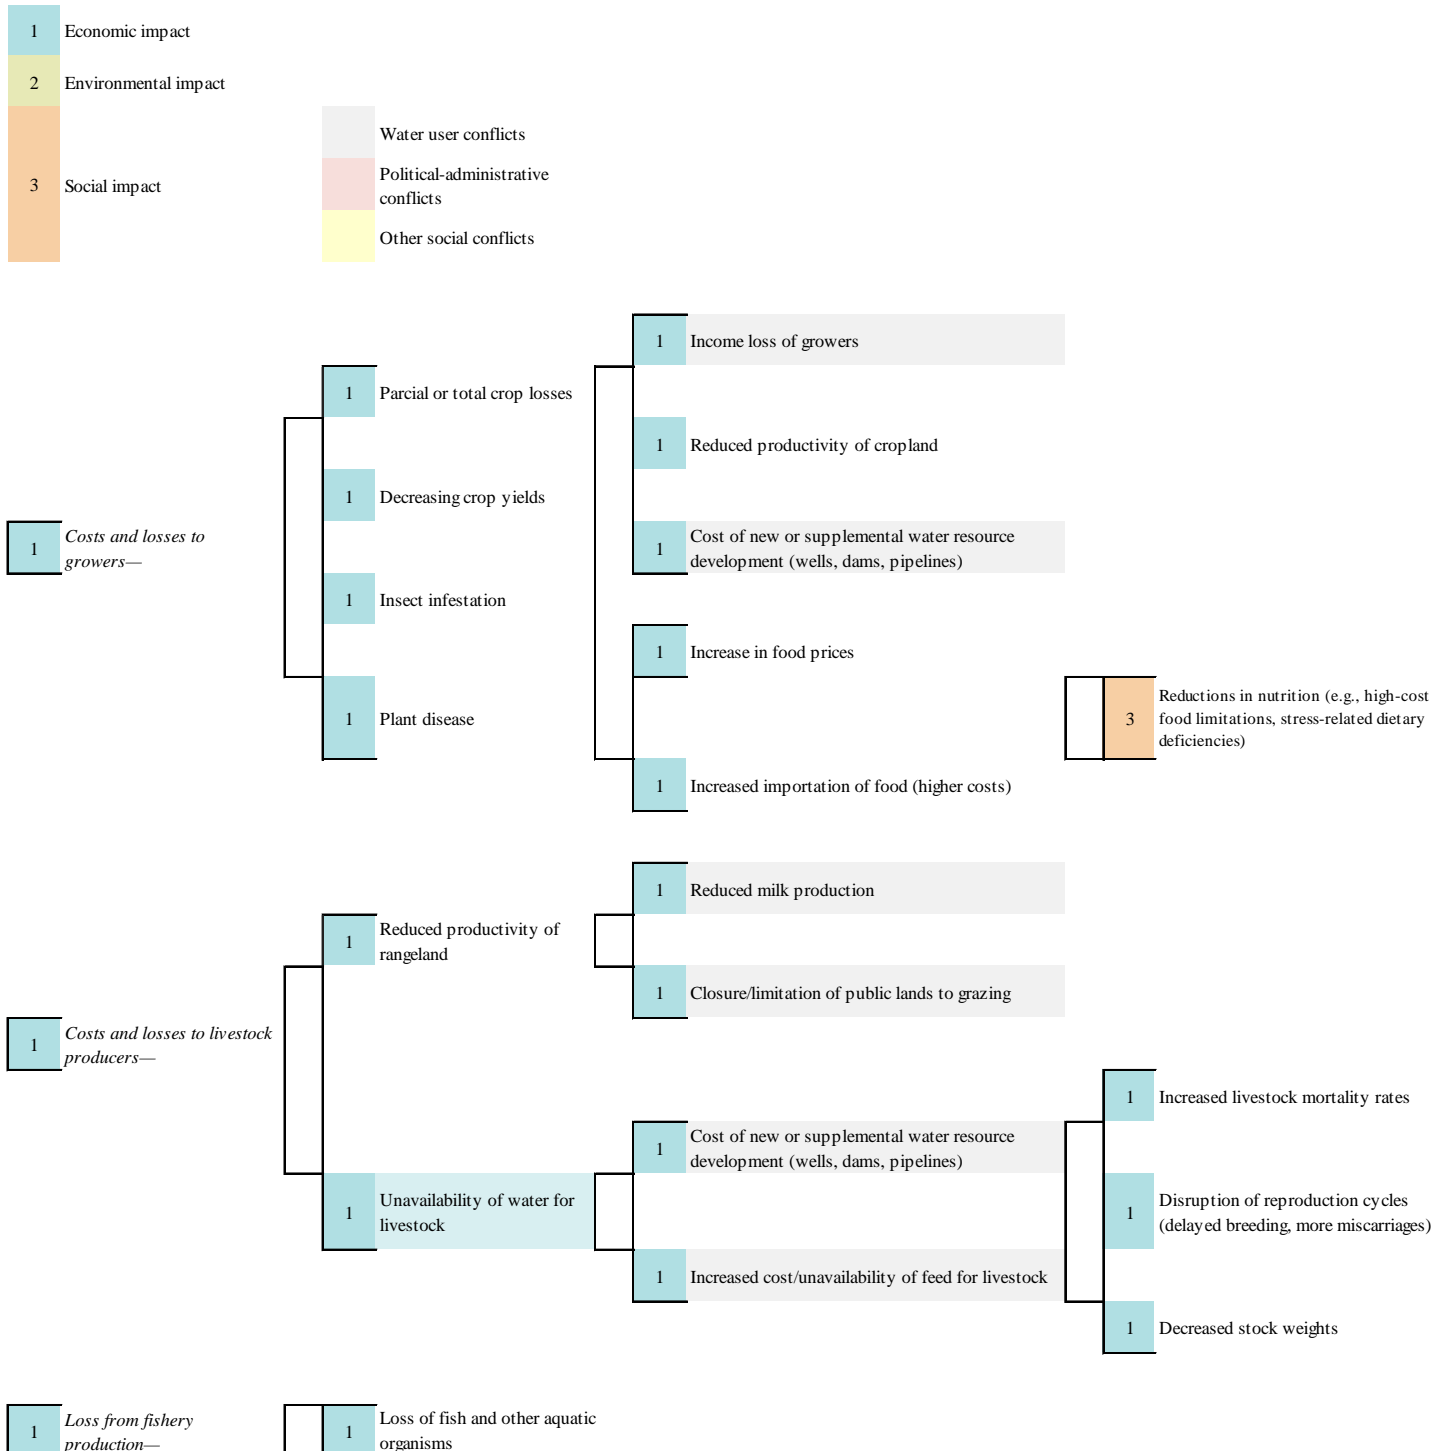 1 Economic impact
2 Environmental impact
Water user conflicts
3 Social impact
Political-administrative
conflicts
Other social conflicts
1 Income loss of growers
1 Parcial or total crop losses
1 Reduced productivity of cropland
1 Decreasing crop yields
1 Costs and losses to
growers—
1 Cost of new or supplemental water resource
development (wells, dams, pipelines)
1 Insect infestation
1 Increase in food prices
1 Plant disease
3 Reductions in nutrition (e.g., high-cost
food limitations, stress-related dietary
deficiencies)
1 Increased importation of food (higher costs)
1 Reduced milk production
1 Reduced productivity of
rangeland
1 Closure/limitation of public lands to grazing
1 Costs and losses to livestock
producers—
1 Increased livestock mortality rates
1 Cost of new or supplemental water resource
development (wells, dams, pipelines)
1 Unavailability of water for
livestock
1 Disruption of reproduction cycles
(delayed breeding, more miscarriages)
1 Increased cost/unavailability of feed for livestock
1 Decreased stock weights
1 Loss from fishery
production—
1 Loss of fish and other aquatic
organisms